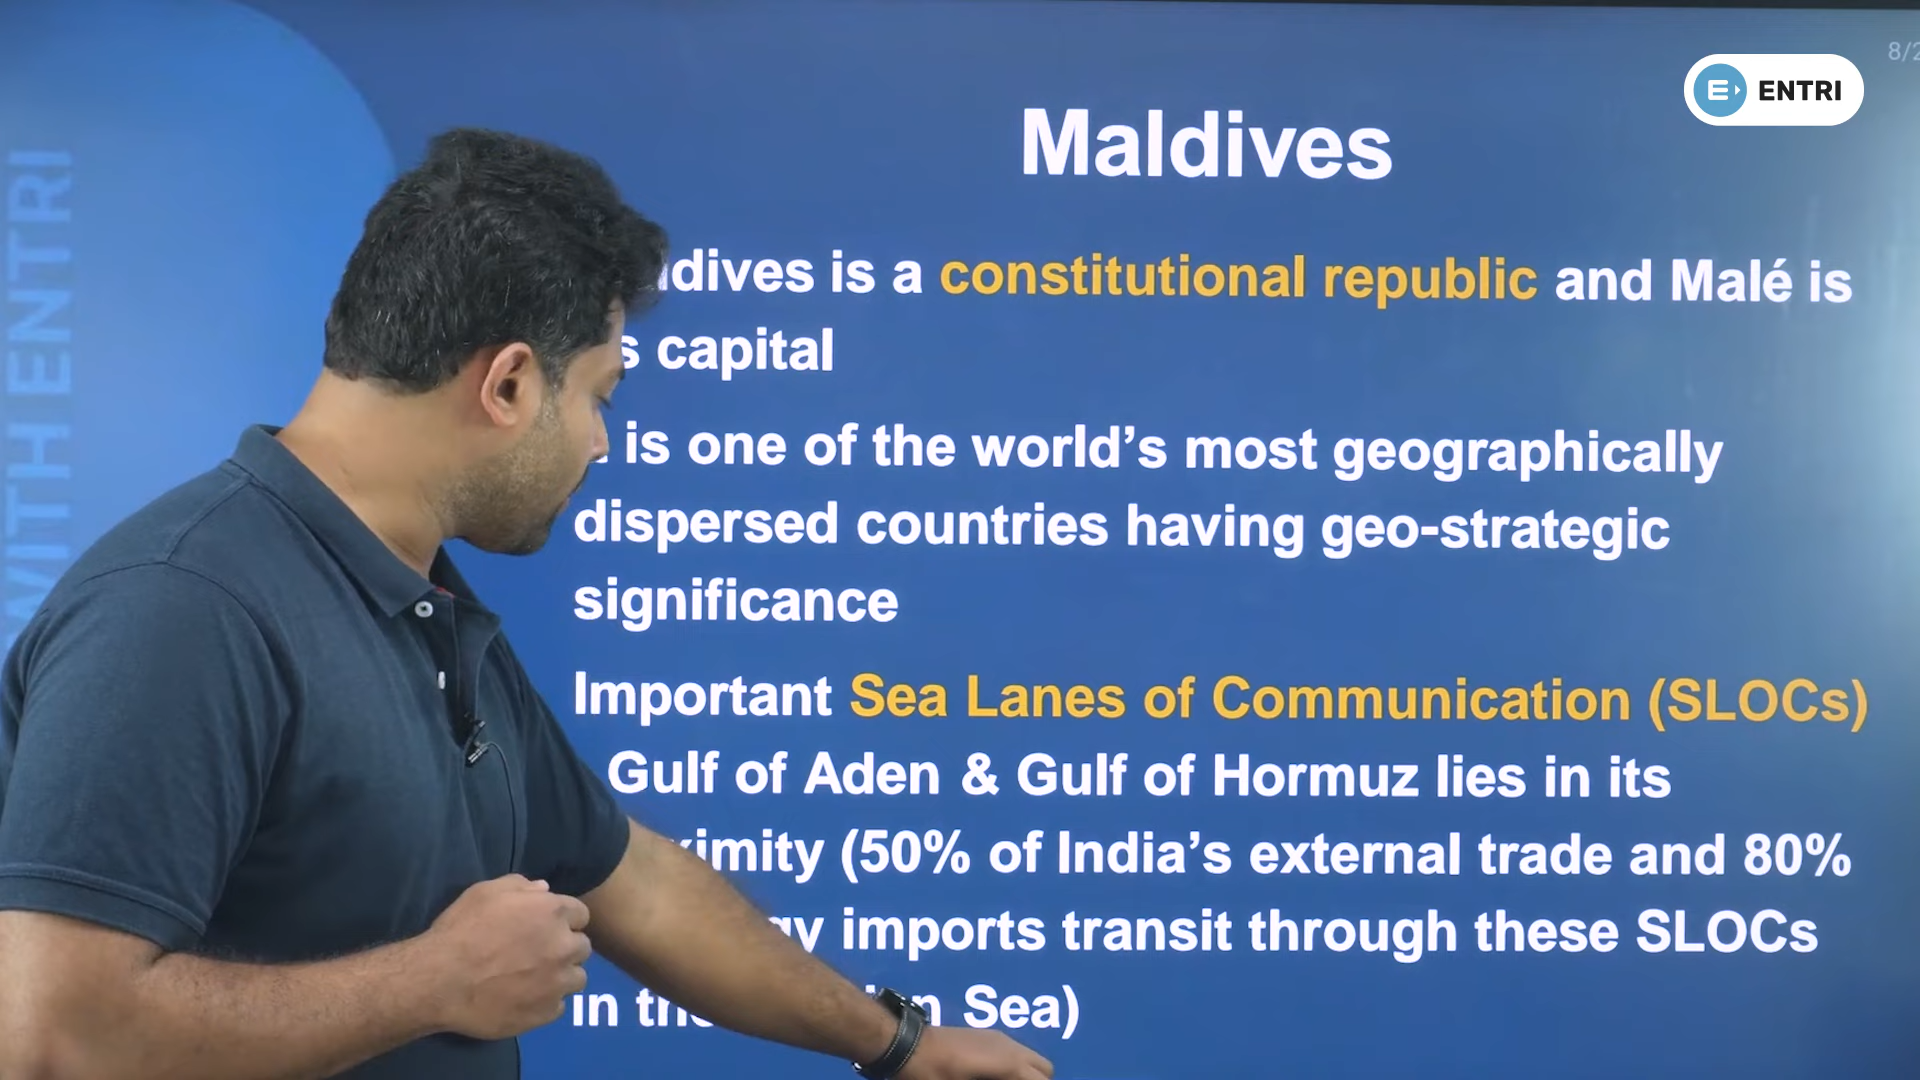 8/2
ENTRI
WITH ENTRI
Maldives
is a constitutional republic and Malé is
capital
is one of the world’s most geographically
dispersed countries having geo-strategic
significance
Important Sea Lanes of Communication (SLOCs)
Gulf of Aden & Gulf of Hormuz lies in its
(50% of India’s external trade and 80%
imports transit through these SLOCs
in Sea)